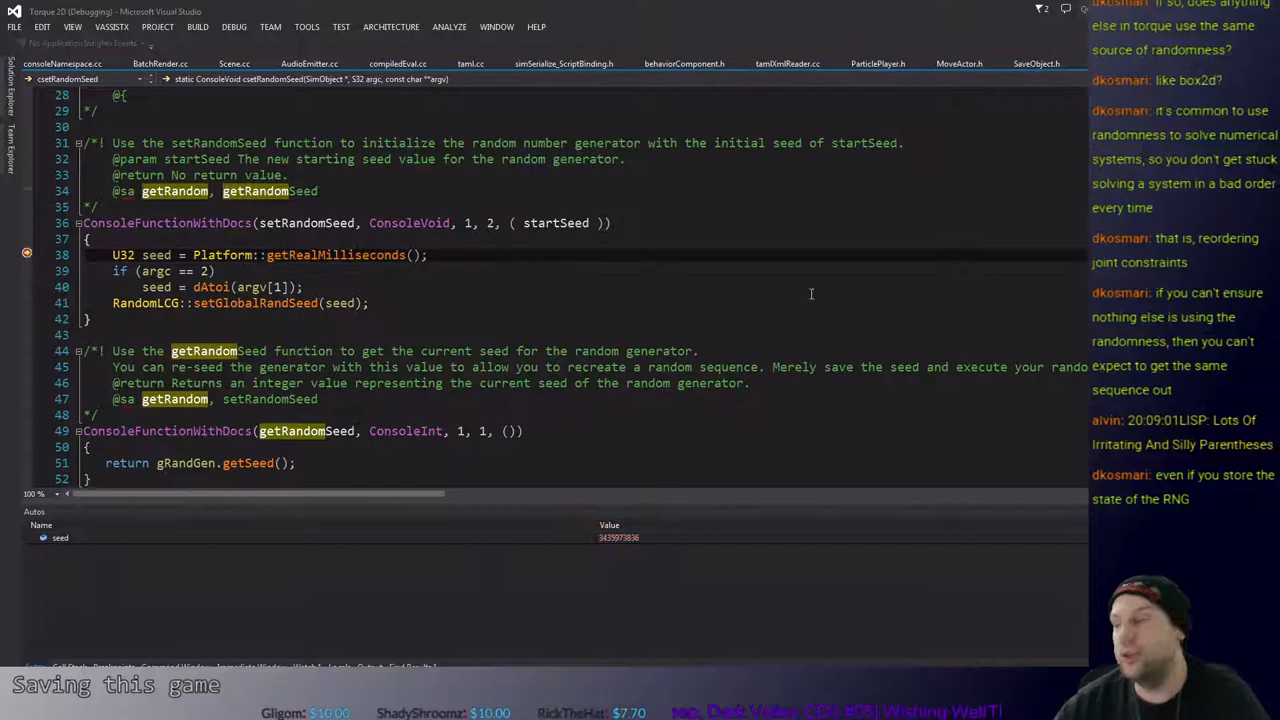 Torque 2D (Debugging) - Microsoft Visual Studio
FILE EDIT VIEW VASSISTX PROJECT BUILD DEBUG TEAM TOOLS TEST ARCHITECTURE ANALYZE WINDOW HELP
No Application Insights Events
consoleNamespace.cc BatchRender.cc Scene.cc AudioEmitter.cc compiledEval.cc taml.cc simSerialize_ScriptBinding.h behaviorComponent.h tamlXmlReader.cc ParticlePlayer.h MoveActor.h SaveObject.h
csetRandomSeed static ConsoleVoid csetRandomSeed(SimObject *, S32 argc, const char **argv)
Solution Explorer
Team Explorer
28 @{
29 */
30
31 /*! Use the setRandomSeed function to initialize the random number generator with the initial seed of startSeed.
32 @param startSeed The new starting seed value for the random generator.
33 @return No return value.
34 @sa getRandom, getRandomSeed
35 */
36 ConsoleFunctionWithDocs(setRandomSeed, ConsoleVoid, 1, 2, ( startSeed ))
37 {
38 U32 seed = Platform::getRealMilliseconds();
39 if (argc == 2)
40 seed = dAtoi(argv[1]);
41 RandomLCG::setGlobalRandSeed(seed);
42 }
43
44 /*! Use the getRandomSeed function to get the current seed for the random generator.
45 You can re-seed the generator with this value to allow you to recreate a random sequence. Merely save the seed and execute your rando
46 @return Returns an integer value representing the current seed of the random generator.
47 @sa getRandom, setRandomSeed
48 */
49 ConsoleFunctionWithDocs(getRandomSeed, ConsoleInt, 1, 1, ())
50 {
51 return gRandGen.getSeed();
52 }
100 %
Autos
Name Value
seed 3435973836
if so, does anything
else in torque use the same
source of randomness?
dkosmari: like box2d?
dkosmari: it's common to use
randomness to solve numerical
systems, so you don't get stuck
solving a system in a bad order
every time
dkosmari: that is, reordering
joint constraints
dkosmari: if you can't ensure
nothing else is using the
randomness, then you can't
expect to get the same
sequence out
alvin: 20:09:01LISP: Lots Of
Irritating And Silly Parentheses
dkosmari: even if you store the
state of the RNG
Saving this game
Gligom: $10.00 ShadyShroomz: $10.00 RickTheHat: $7.70